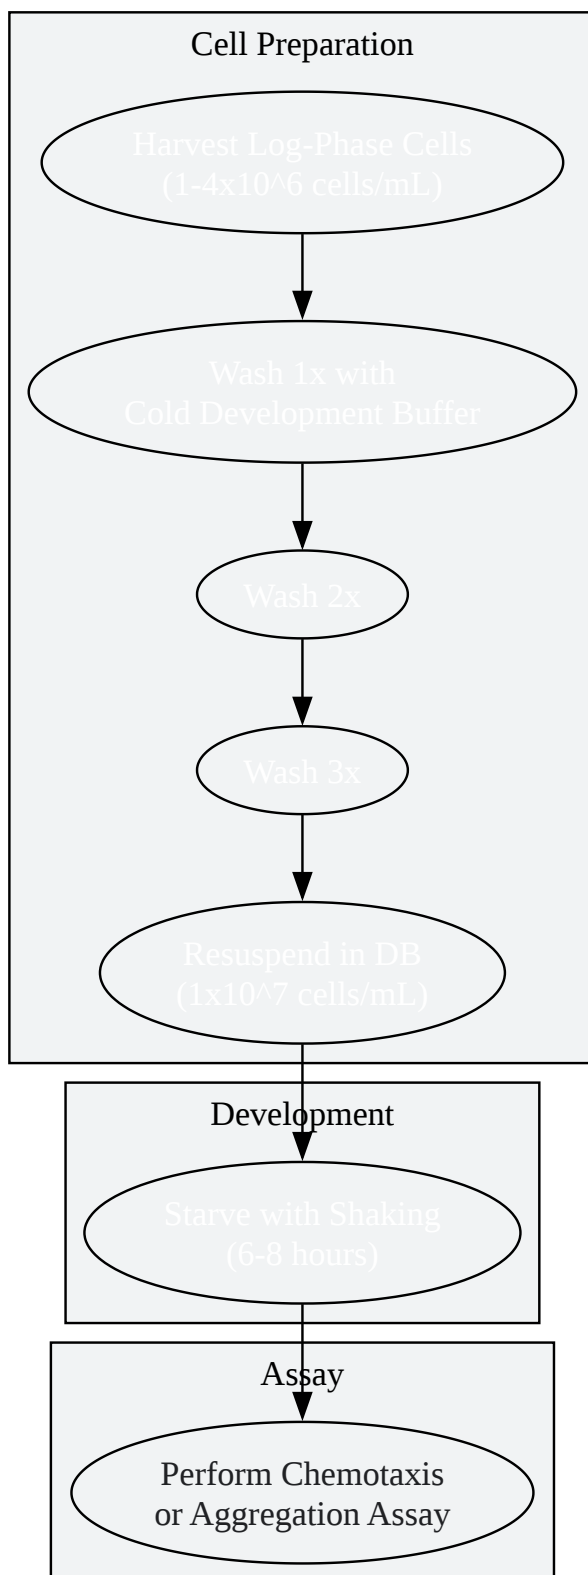 Cell Preparation
Harvest Log-Phase Cells
(1-4x10^6 cells/mL)
Wash 1x with
Cold Development Buffer
Wash 2x
Wash 3x
Resuspend in DB
(1x10^7 cells/mL)
Development
Starve with Shaking
(6-8 hours)
Assay
Perform Chemotaxis
or Aggregation Assay